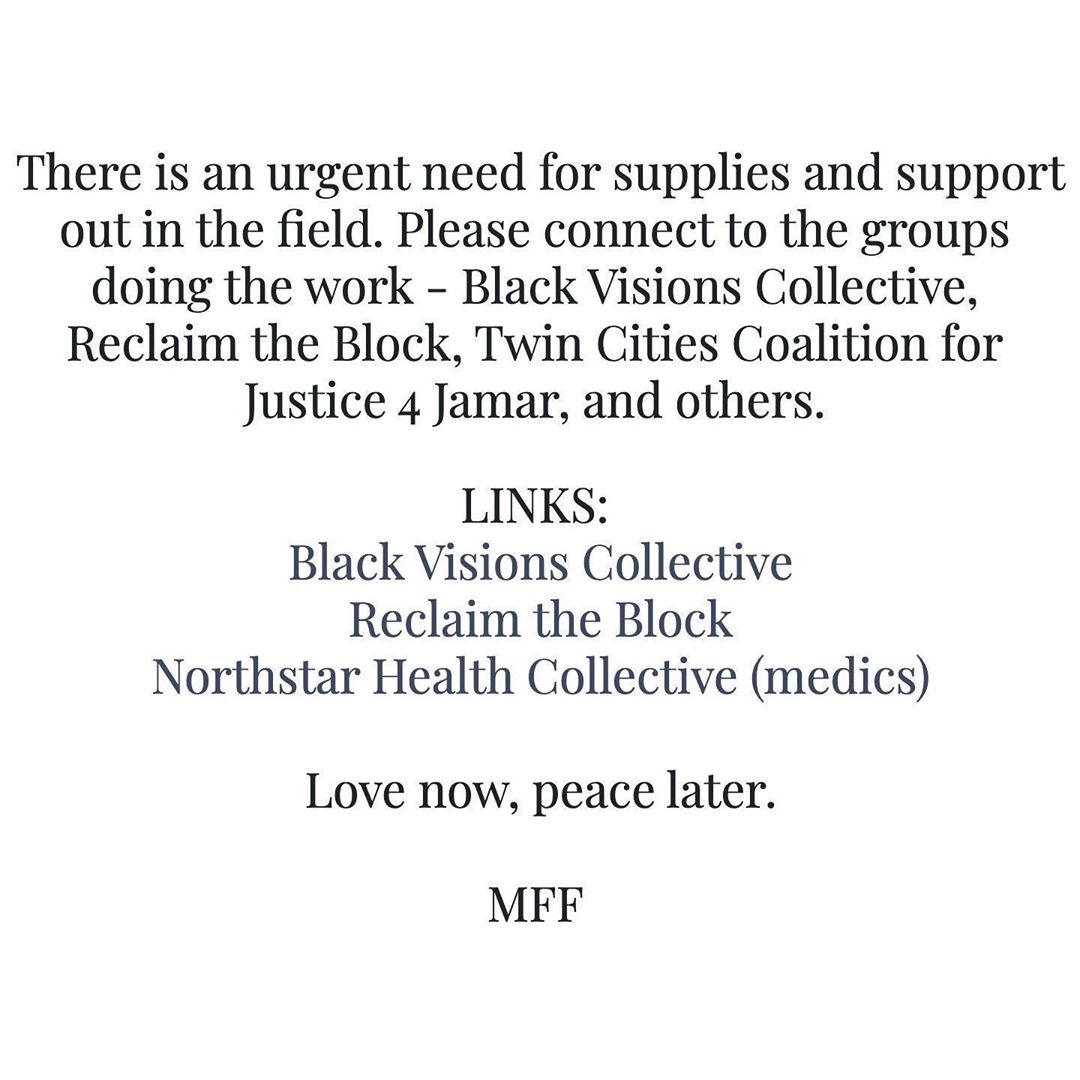 There is an urgent need for supplies and support
out in the field. Please connect to the groups
doing the work - Black Visions Collective,
Reclaim the Block, Twin Cities Coalition for
Justice 4 Jamar, and others.
LINKS:
Black Visions Collective
Reclaim the Block
Northstar Health Collective (medics)
Love now, peace later.
MFF